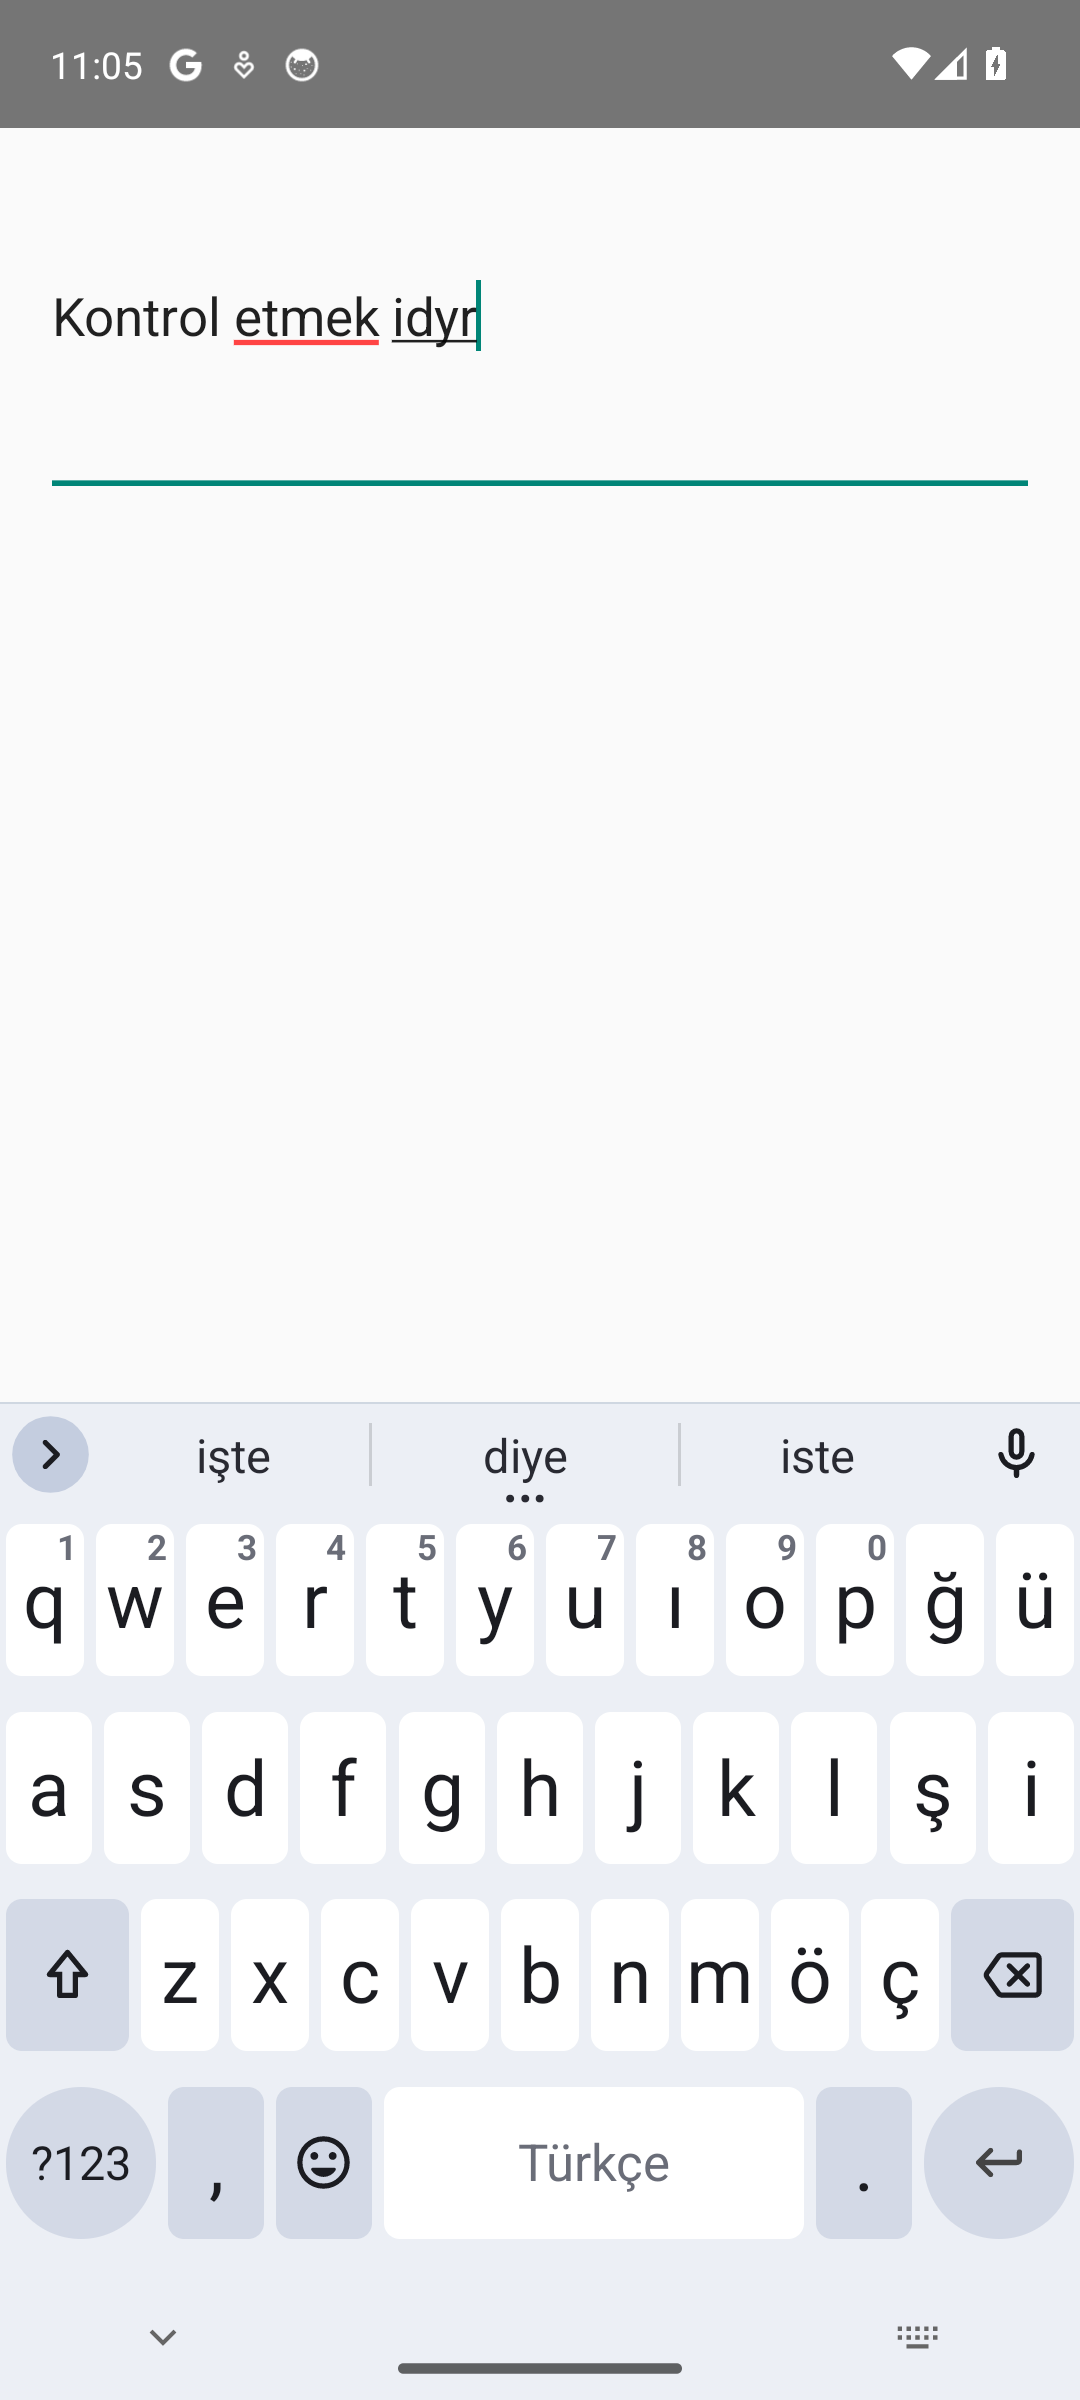 11:05
Kontrol etmek idyr
işte diye iste
1 2 3 4 5 6 7 8 9 0
q w e r t y u ı o p ğ ü
a s d f g h j k l ş i
z x c v b n m ö ç
?123 , Türkçe .